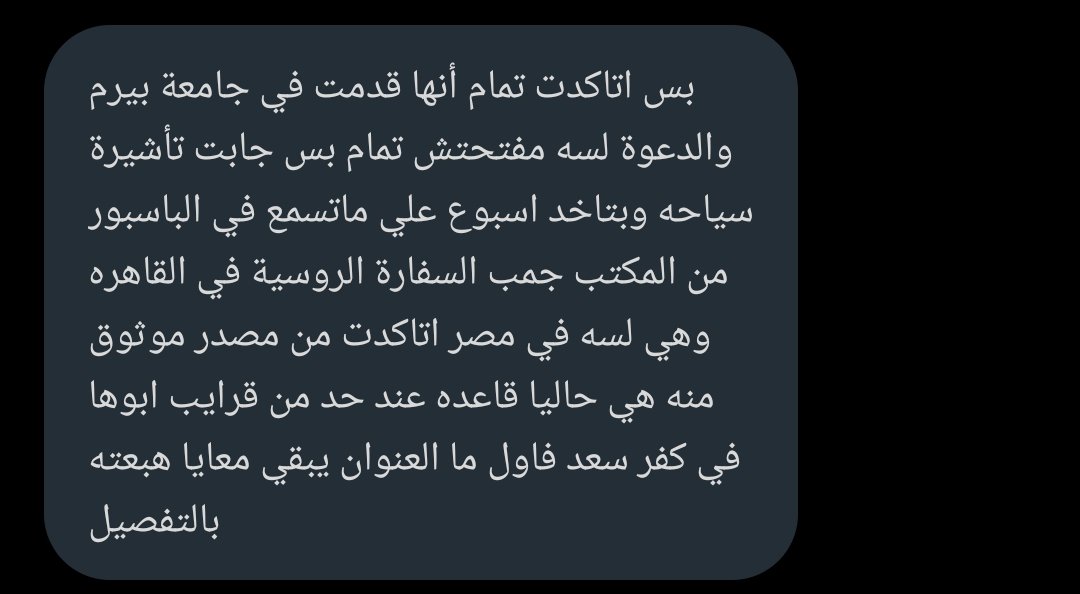 بس اتاكدت تمام أنها قدمت في جامعة بيرم
والدعوة لسه مفتحتش تمام بس جابت تأشيرة
سياحه وبتاخد اسبوع علي ماتسمع في الباسبور
من المكتب جمب السفارة الروسية في القاهره
وهي لسه في مصر اتاكدت من مصدر موثوق
منه هي حاليا قاعده عند حد من قرايب ابوها
في كفر سعد فاول ما العنوان يبقي معايا هبعته
بالتفصيل